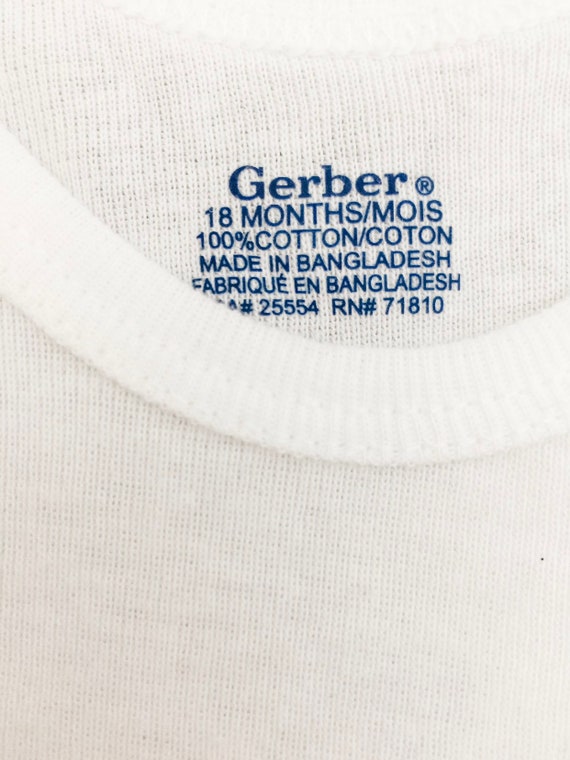 Gerber®
18 MONTHS/MOIS
100%COTTON/COTON
MADE IN BANGLADESH
FABRIQUÉ EN BANGLADESH
25554 RN# 71810